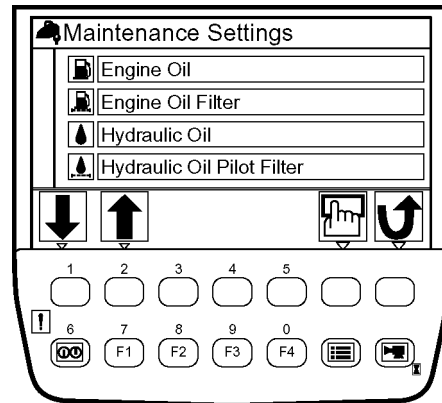 Maintenance Settings
Engine Oil
Engine Oil Filter
Hydraulic Oil
Hydraulic Oil Pilot Filter
1 2 3 4 5
!
6 7 8 9 0
F1 F2 F3 F4